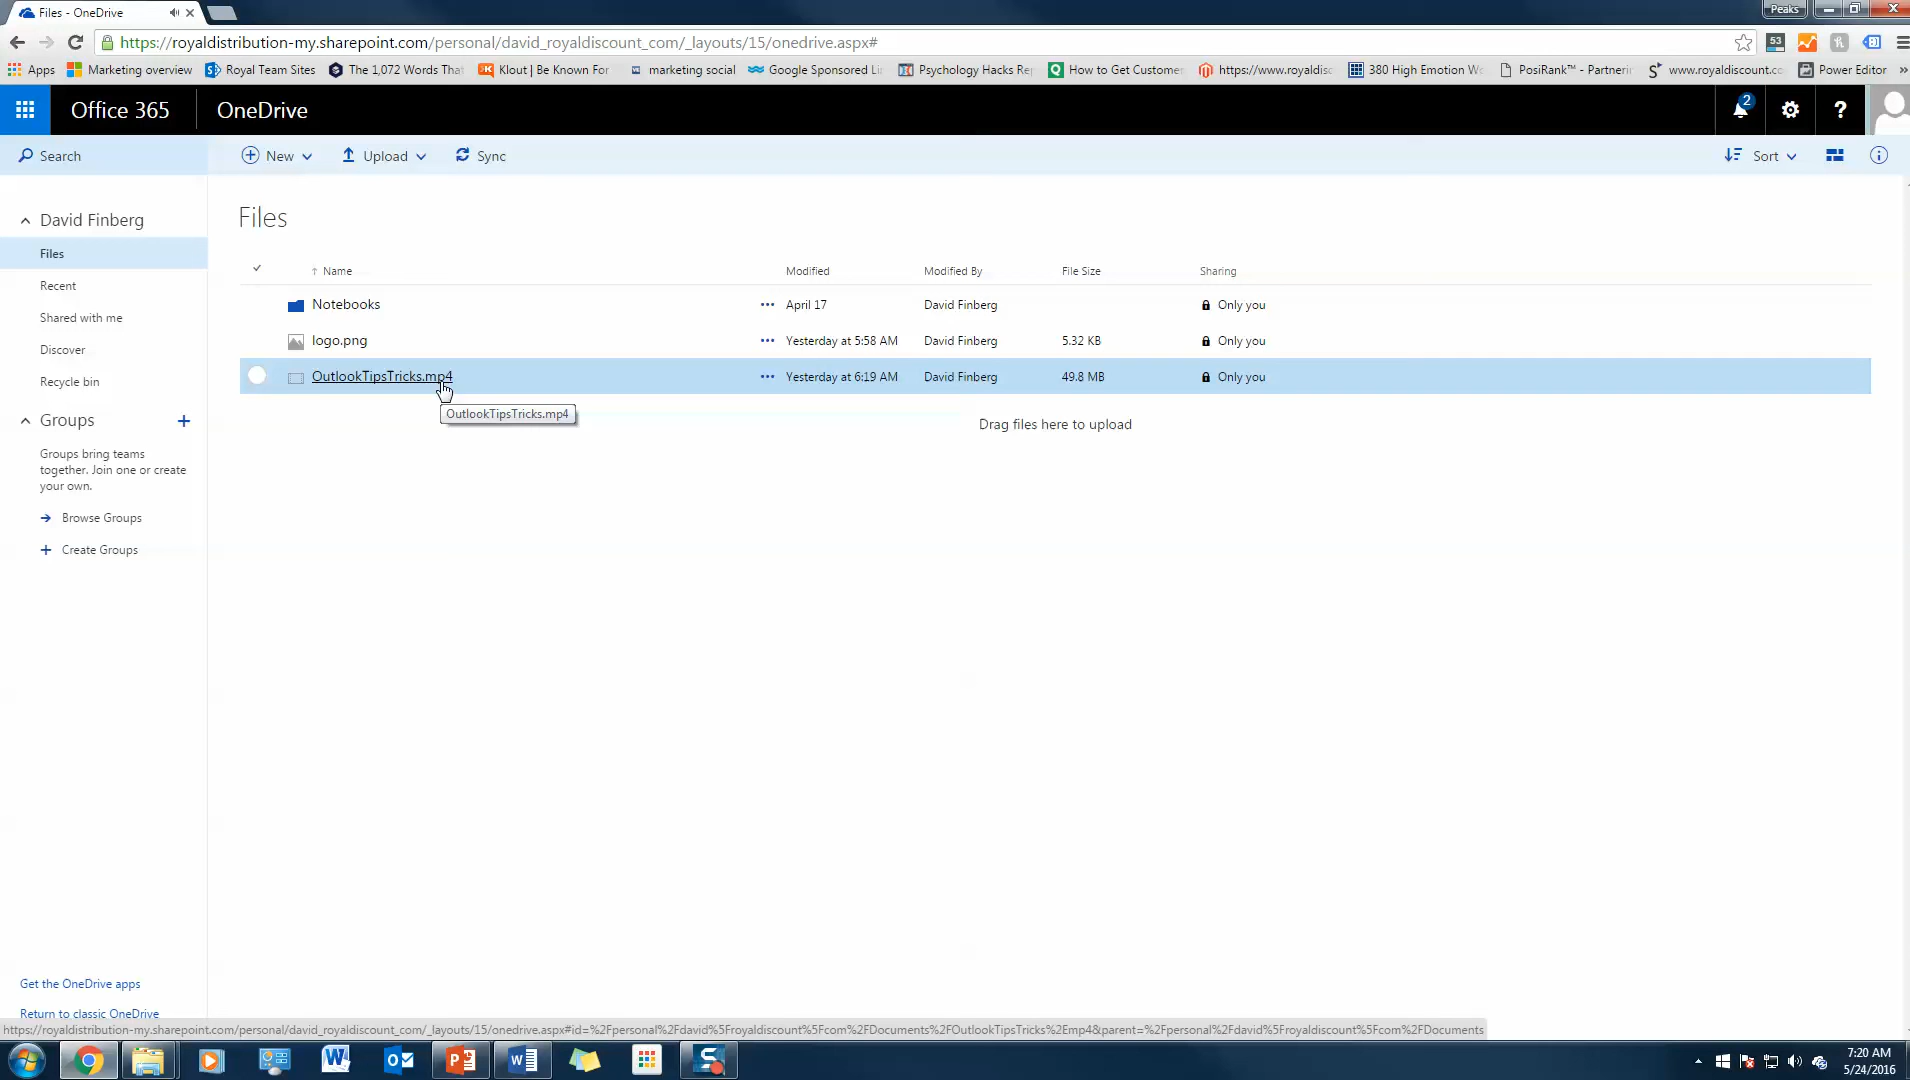 Files - OneDrive
Peaks
https://royaldistribution-my.sharepoint.com/personal/david_royaldiscount_com/_layouts/15/onedrive.aspx#
53
Apps Marketing overview Royal Team Sites The 1,072 Words That Klout | Be Known For marketing social Google Sponsored Li Psychology Hacks Re How to Get Custome https://www.royaldis 380 High Emotion W PosiRank™ - Partneri www.royaldiscount.co Power Editor »
Office 365 OneDrive 2 ?
Search New Upload Sync Sort
David Finberg
Files
Recent
Shared with me
Discover
Recycle bin
Groups +
Groups bring teams
together. Join one or create
your own.
Browse Groups
Create Groups
Get the OneDrive apps
Return to classic OneDrive
Files
Name Modified Modified By File Size Sharing
Notebooks ••• April 17 David Finberg Only you
logo.png ••• Yesterday at 5:58 AM David Finberg 5.32 KB Only you
OutlookTipsTricks.mp4 ••• Yesterday at 6:19 AM David Finberg 49.8 MB Only you
OutlookTipsTricks.mp4
Drag files here to upload
https://royaldistribution-my.sharepoint.com/personal/david_royaldiscount_com/_layouts/15/onedrive.aspx#id=%2Fpersonal%2Fdavid%5Froyaldiscount%5Fcom%2FDocuments%2FOutlookTipsTricks%2Emp4&parent=%2Fpersonal%2Fdavid%5Froyaldiscount%5Fcom%2FDocuments
7:20 AM
5/24/2016